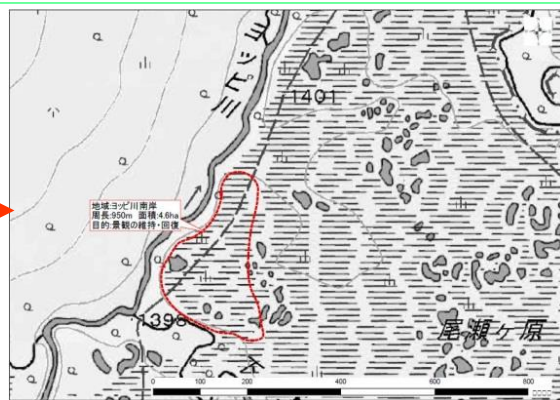 ヨッピ川
1401
地域:ヨッピ川南岸
周長:950m 面積:4.6ha
目的:景観の維持・回復
1398
尾瀬ヶ原
0 100 200 400 600 800